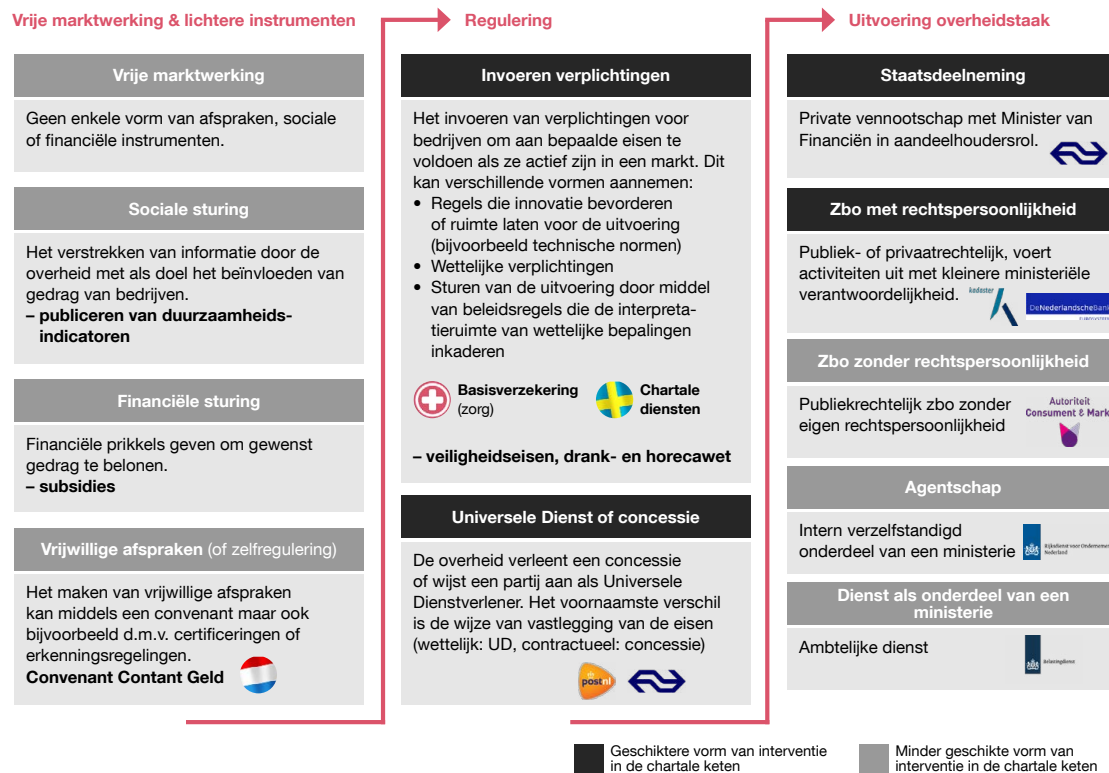 Vrije marktwerking & lichtere instrumenten
Vrije marktwerking
Geen enkele vorm van afspraken, sociale
of financiële instrumenten.
Sociale sturing
Het verstrekken van informatie door de
overheid met als doel het beïnvloeden van
gedrag van bedrijven.
– publiceren van duurzaamheids-
indicatoren
Financiële sturing
Financiële prikkels geven om gewenst
gedrag te belonen.
– subsidies
Vrijwillige afspraken (of zelfregulering)
Het maken van vrijwillige afspraken
kan middels een convenant maar ook
bijvoorbeeld d.m.v. certificeringen of
erkenningsregelingen.
Convenant Contant Geld
Regulering
Invoeren verplichtingen
Het invoeren van verplichtingen voor
bedrijven om aan bepaalde eisen te
voldoen als ze actief zijn in een markt. Dit
kan verschillende vormen aannemen:
• Regels die innovatie bevorderen
of ruimte laten voor de uitvoering
(bijvoorbeeld technische normen)
• Wettelijke verplichtingen
• Sturen van de uitvoering door middel
van beleidsregels die de interpreta-
tieruimte van wettelijke bepalingen
inkaderen
Basisverzekering
(zorg)
Chartale
diensten
– veiligheidseisen, drank- en horecawet
Universele Dienst of concessie
De overheid verleent een concessie
of wijst een partij aan als Universele
Dienstverlener. Het voornaamste verschil
is de wijze van vastlegging van de eisen
(wettelijk: UD, contractueel: concessie)
postnl
Uitvoering overheidstaak
Staatsdeelneming
Private vennootschap met Minister van
Financiën in aandeelhoudersrol.
Zbo met rechtspersoonlijkheid
Publiek- of privaatrechtelijk, voert
activiteiten uit met kleinere ministeriële
verantwoordelijkheid.
kadaster
DeNederlandscheBank
Zbo zonder rechtspersoonlijkheid
Publiekrechtelijk zbo zonder
eigen rechtspersoonlijkheid
Autoriteit
Consument & Mark
Agentschap
Intern verzelfstandigd
onderdeel van een ministerie
Rijksdienst voor Ondernemen
Nederland
Dienst als onderdeel van een
ministerie
Ambtelijke dienst
Belastingdienst
Geschiktere vorm van interventie
in de chartale keten
Minder geschikte vorm van
interventie in de chartale keten